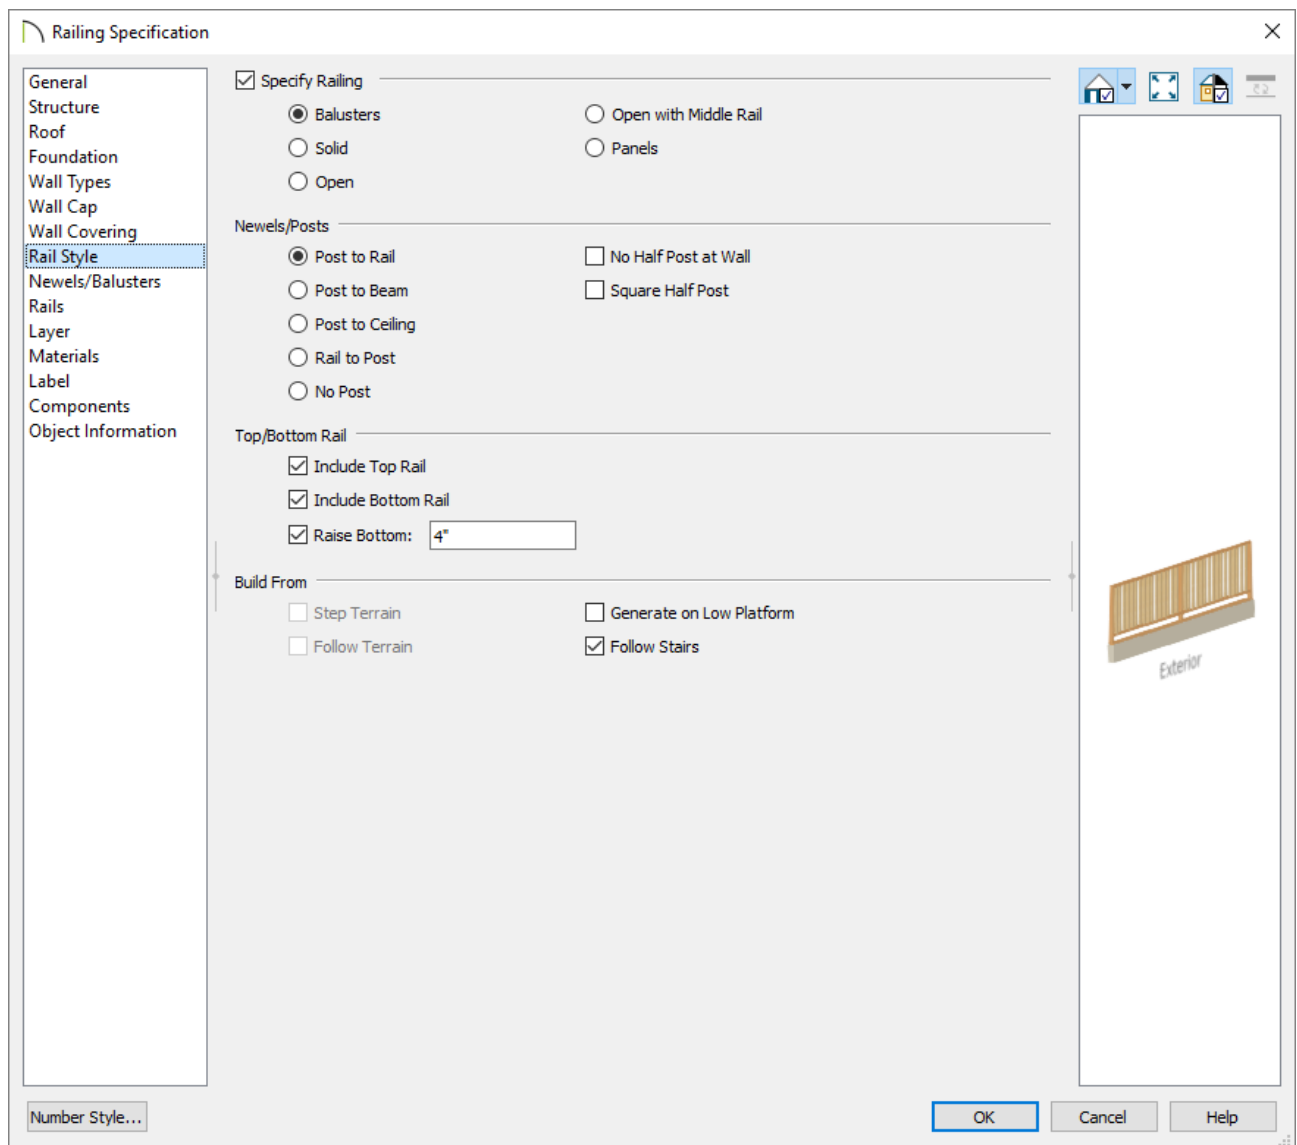 Railing Specification
General
Structure
Roof
Foundation
Wall Types
Wall Cap
Wall Covering
Rail Style
Newels/Balusters
Rails
Layer
Materials
Label
Components
Object Information
Specify Railing
Balusters
Open with Middle Rail
Solid
Panels
Open
Newels/Posts
Post to Rail
No Half Post at Wall
Post to Beam
Square Half Post
Post to Ceiling
Rail to Post
No Post
Top/Bottom Rail
Include Top Rail
Include Bottom Rail
Raise Bottom: 4"
Build From
Step Terrain
Generate on Low Platform
Follow Terrain
Follow Stairs
Exterior
Number Style...
OK
Cancel
Help